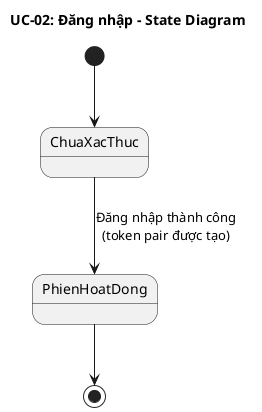 UC-02: Đăng nhập - State Diagram
ChuaXacThuc
Đăng nhập thành công
(token pair được tạo)
PhienHoatDong